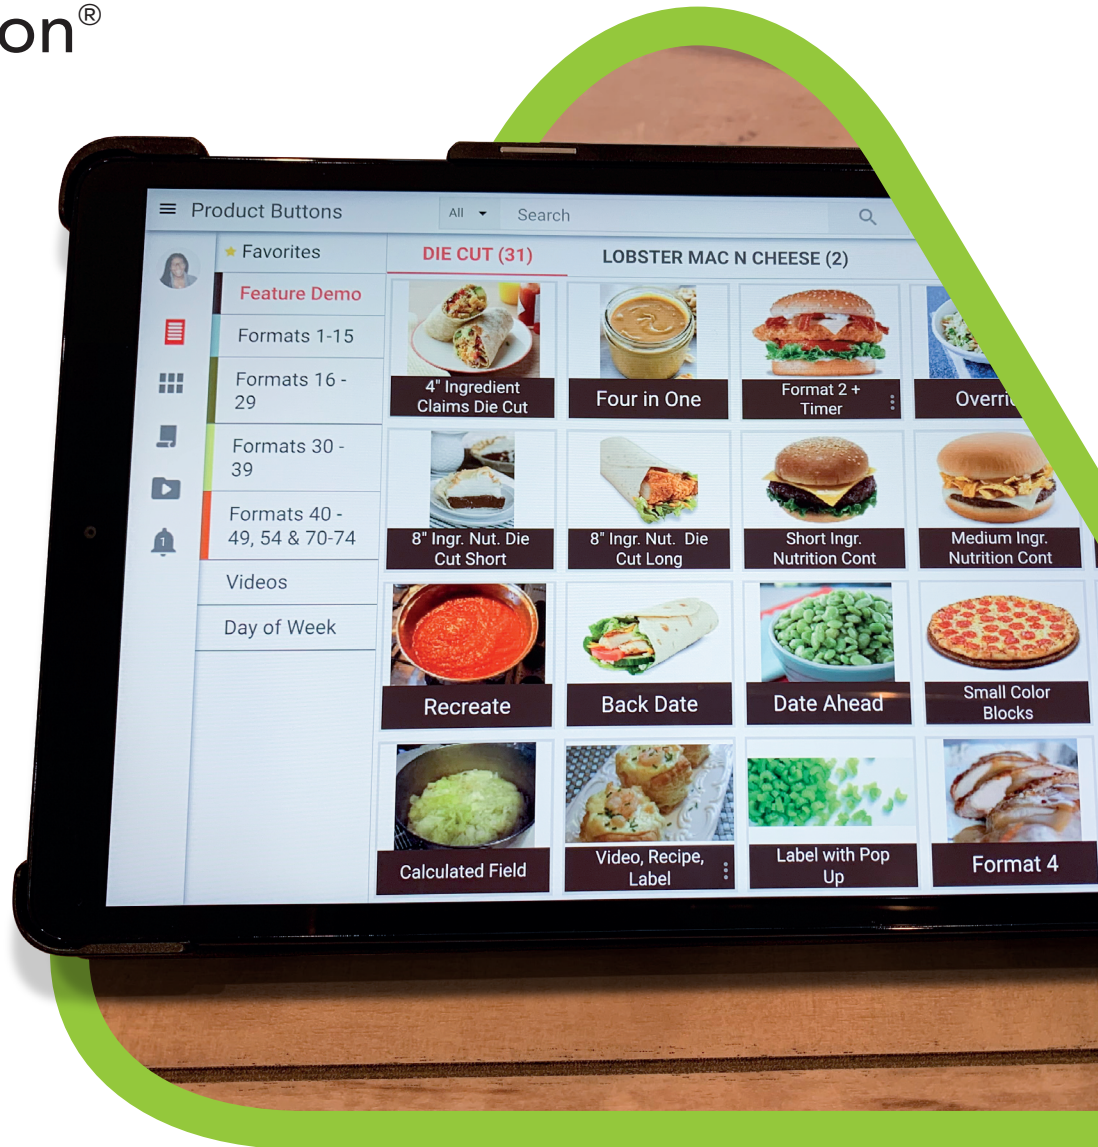 on®
Product Buttons
All
Search
Favorites
DIE CUT (31)
LOBSTER MAC N CHEESE (2)
Feature Demo
Formats 1-15
Formats 16 -
29
Formats 30 -
39
Formats 40 -
49, 54 & 70-74
Videos
Day of Week
1
4" Ingredient
Claims Die Cut
Four in One
Format 2 +
Timer
8" Ingr. Nut. Die
Cut Short
8" Ingr. Nut. Die
Cut Long
Short Ingr.
Nutrition Cont
Medium Ingr.
Nutrition Cont
Recreate
Back Date
Date Ahead
Small Color
Blocks
Calculated Field
Video, Recipe,
Label
Label with Pop
Up
Format 4